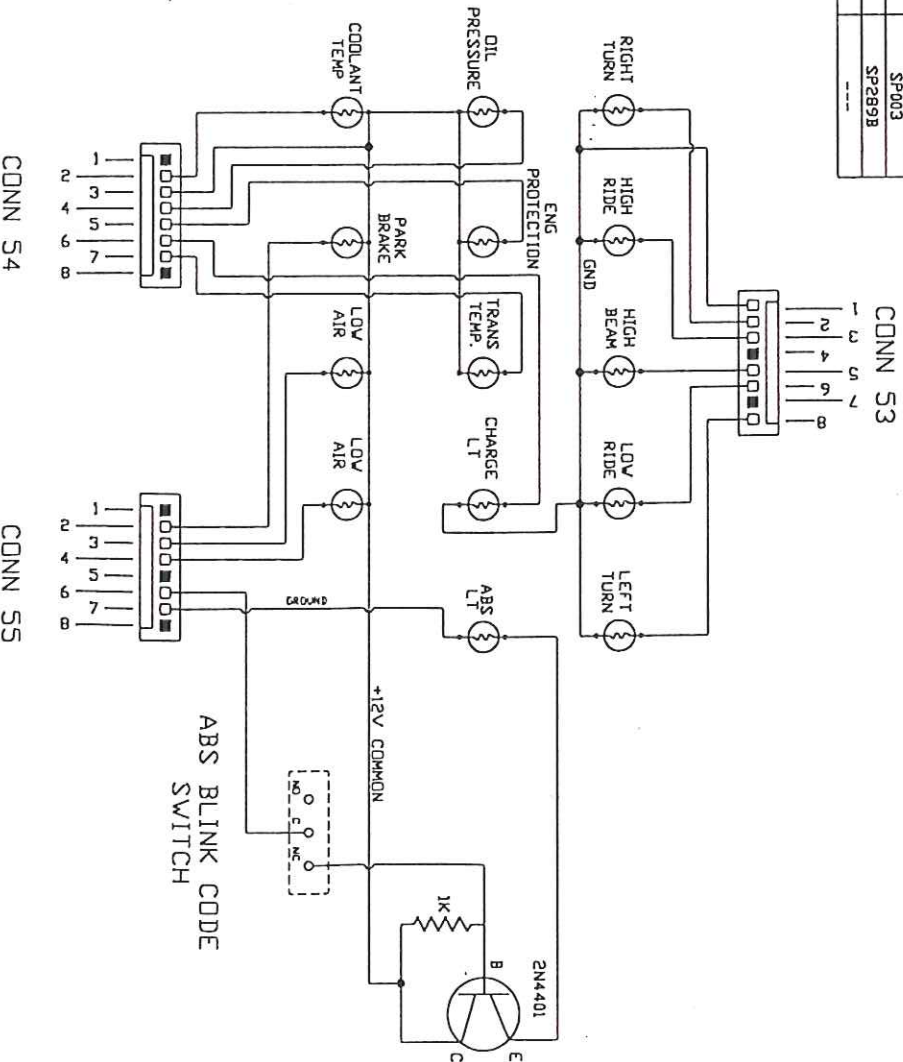 SP003
SP289B
---
CONN 53
1
2
3
4
5
6
7
8
RIGHT
TURN
HIGH
RIDE
HIGH
BEAM
LOW
RIDE
LEFT
TURN
GND
OIL
PRESSURE
ENG
PROTECTION
TRANS
TEMP.
CHARGE
LT
ABS
LT
COOLANT
TEMP
PARK
BRAKE
LOW
AIR
LOW
AIR
+12V COMMON
GROUND
2N4401
B
E
C
1K
NO
C
NC
ABS BLINK CODE
SWITCH
1
2
3
4
5
6
7
8
CONN 54
1
2
3
4
5
6
7
8
CONN 55